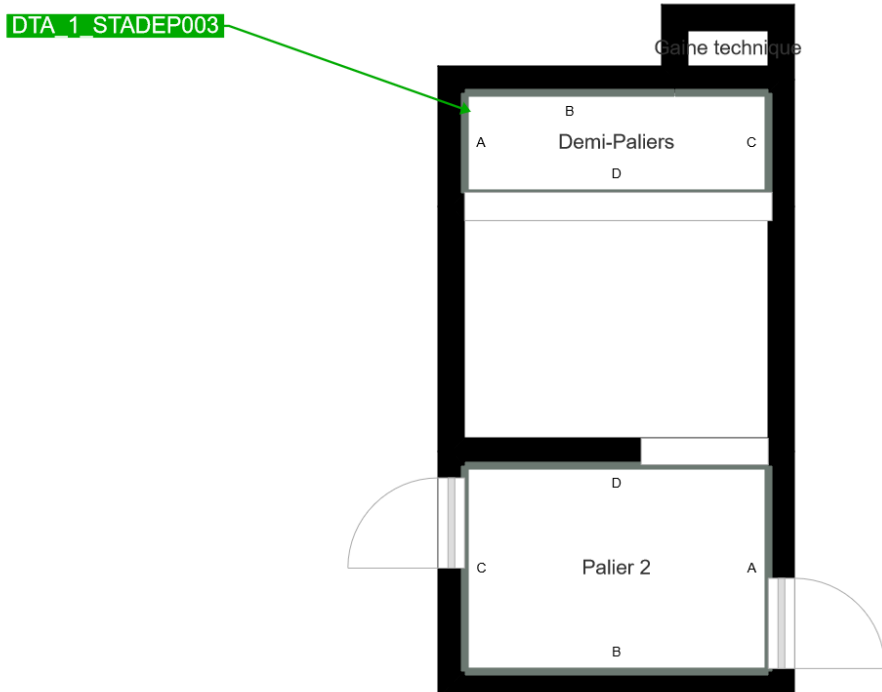 DTA_1_STADEP003
Gaine technique
B
A
Demi-Paliers
C
D
D
C
Palier 2
A
B